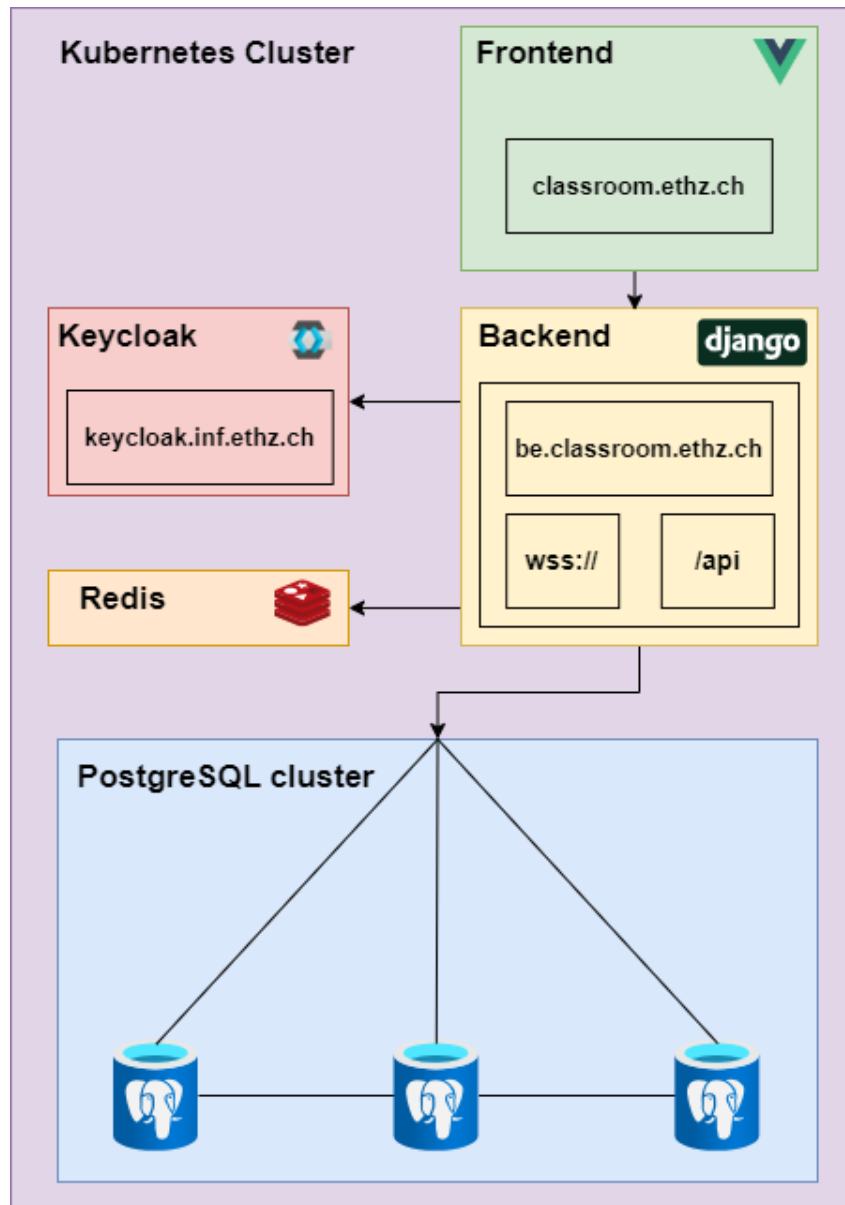 Kubernetes Cluster
Frontend
classroom.ethz.ch
Keycloak
keycloak.inf.ethz.ch
Backend
django
be.classroom.ethz.ch
wss://
/api
Redis
PostgreSQL cluster